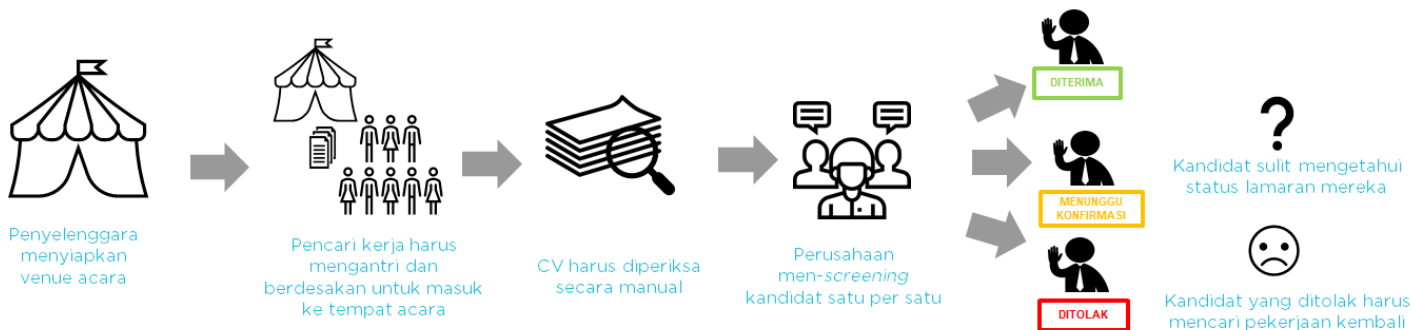 Penyelenggara
menyiapkan
venue acara
Pencari kerja harus
mengantri dan
berdesakan untuk masuk
ke tempat acara
CV harus diperiksa
secara manual
Perusahaan
men-screening
kandidat satu per satu
DITERIMA
MENUNGGU
KONFIRMASI
DITOLAK
?
Kandidat sulit mengetahui
status lamaran mereka
Kandidat yang ditolak harus
mencari pekerjaan kembali